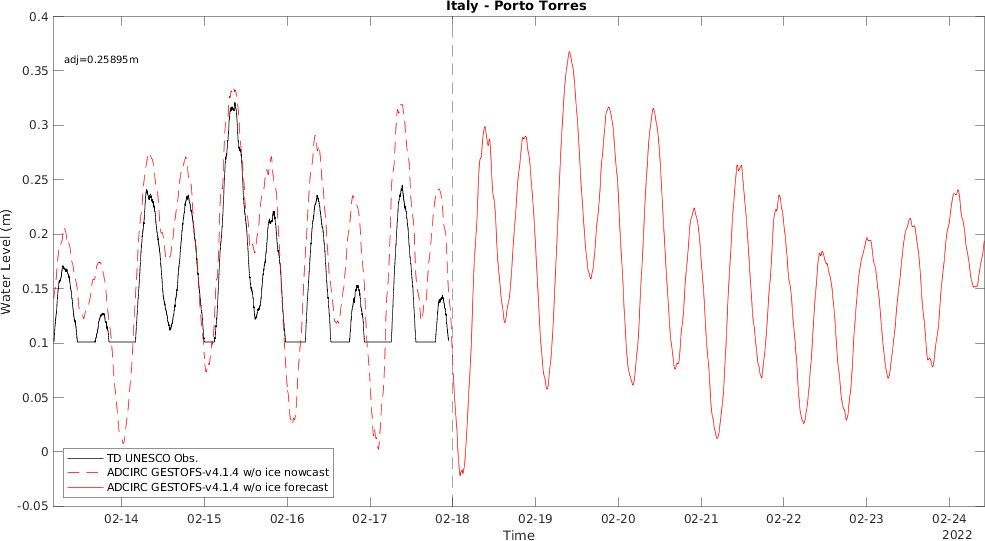 Italy - Porto Torres
0.4
0.35
0.3
0.25
0.2
0.15
0.1
0.05
0
-0.05
Water Level (m)
adj=0.25895m
TD UNESCO Obs.
ADCIRC GESTOFS-v4.1.4 w/o ice nowcast
ADCIRC GESTOFS-v4.1.4 w/o ice forecast
02-14 02-15 02-16 02-17 02-18 02-19 02-20 02-21 02-22 02-23 02-24
Time
2022